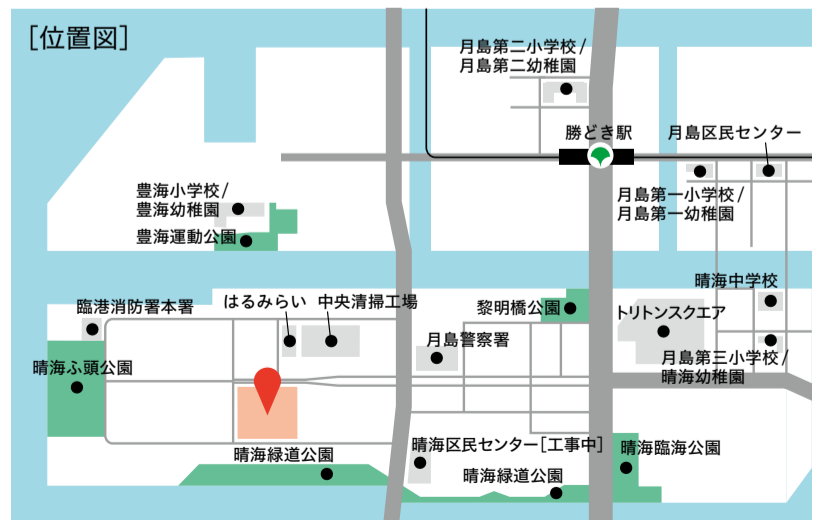 ［位置図］
月島第二小学校/
月島第二幼稚園
勝どき駅
月島区民センター
豊海小学校/
豊海幼稚園
月島第一小学校/
月島第一幼稚園
豊海運動公園
晴海中学校
臨港消防署本署
はるみらい
中央清掃工場
黎明橋公園
トリトンスクエア
月島警察署
月島第三小学校/
晴海幼稚園
晴海ふ頭公園
晴海緑道公園
晴海区民センター［工事中］
晴海臨海公園
晴海緑道公園